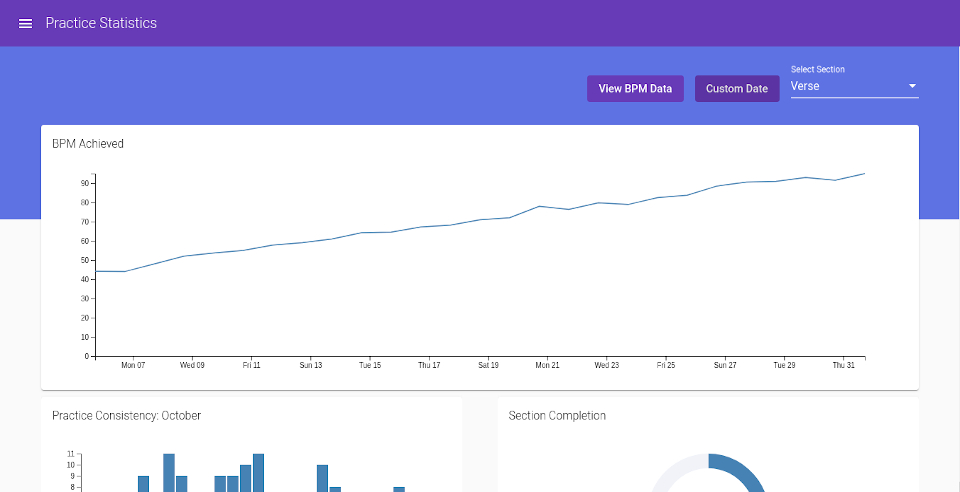 Practice Statistics
Select Section
View BPM Data
Custom Date
Verse
BPM Achieved
90
80
70
60
50
40
30
20
10
0
Mon 07 Wed 09 Fri 11 Sun 13 Tue 15 Thu 17 Sat 19 Mon 21 Wed 23 Fri 25 Sun 27 Tue 29 Thu 31
Practice Consistency: October
11
10
9
8
Section Completion